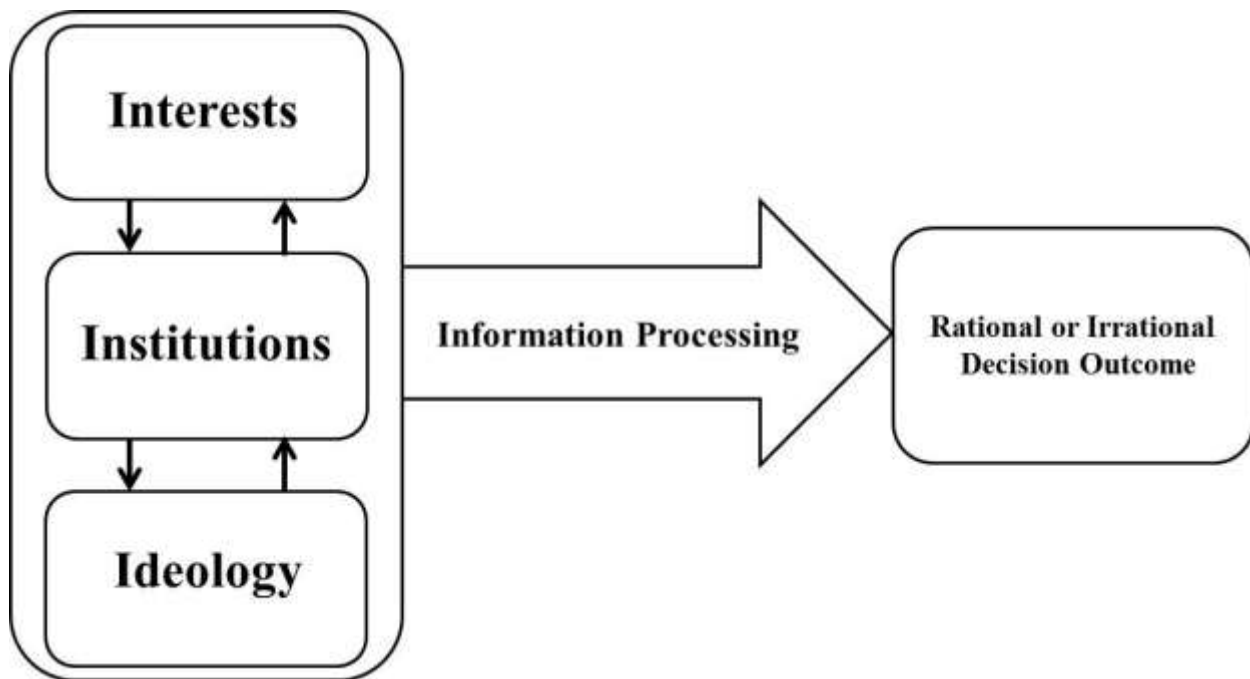 Interests
Institutions
Information Processing
Rational or Irrational
Decision Outcome
Ideology